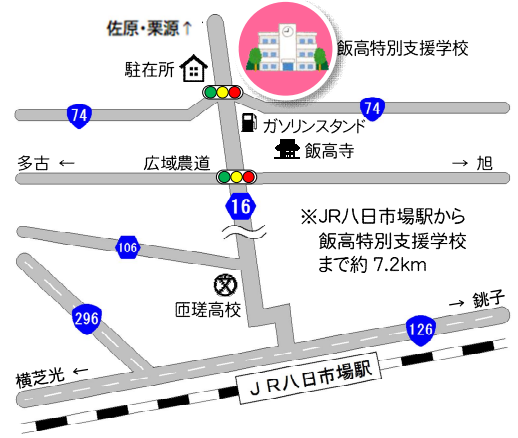 佐原・栗源↑
飯高特別支援学校
駐在所
74
74
ガソリンスタンド
飯高寺
多古 ←
広域農道
→ 旭
16
※JR八日市場駅から
飯高特別支援学校
まで約 7.2km
106
匝瑳高校
→ 銚子
296
126
横芝光
←
JR八日市場駅